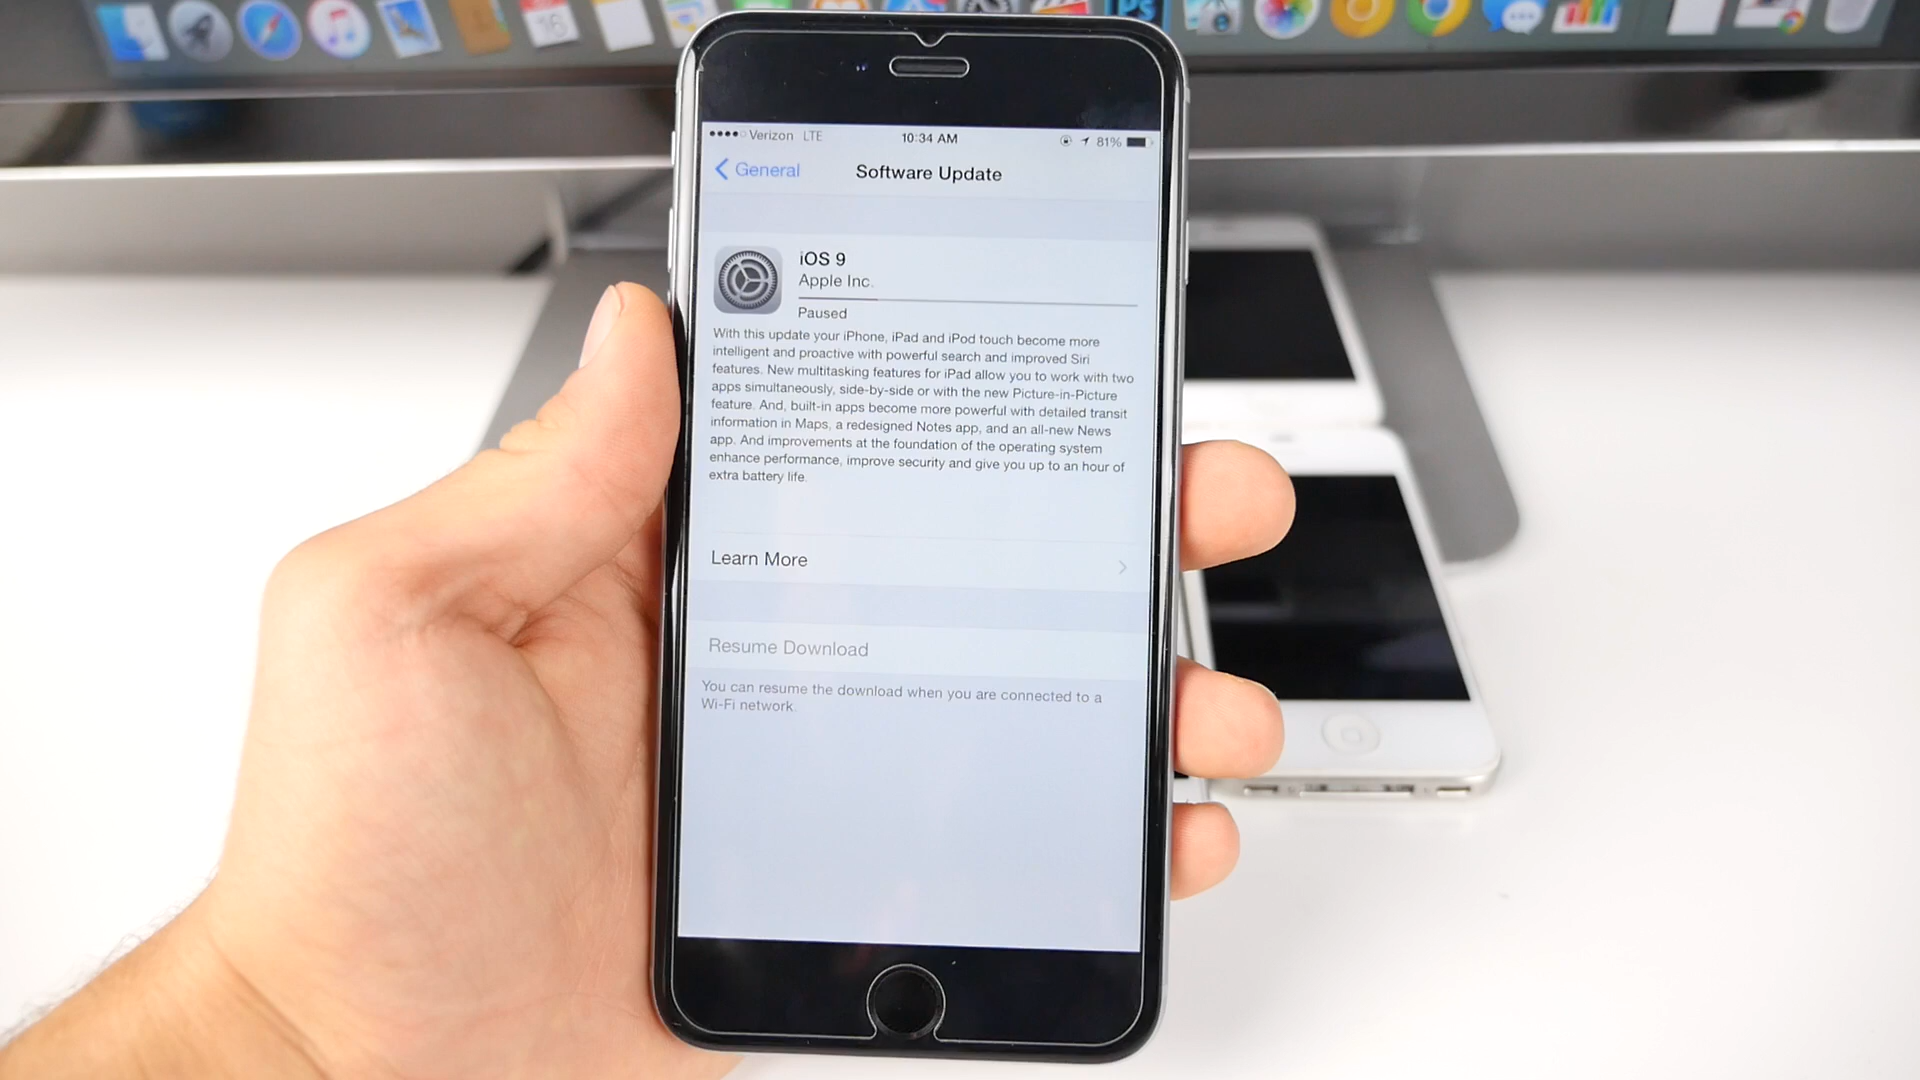 16
Ps
Verizon LTE 10:34 AM 81%
General Software Update
iOS 9
Apple Inc.
Paused
With this update your iPhone, iPad and iPod touch become more
intelligent and proactive with powerful search and improved Siri
features. New multitasking features for iPad allow you to work with two
apps simultaneously, side-by-side or with the new Picture-in-Picture
feature. And, built-in apps become more powerful with detailed transit
information in Maps, a redesigned Notes app, and an all-new News
app. And improvements at the foundation of the operating system
enhance performance, improve security and give you up to an hour of
extra battery life.
Learn More
Resume Download
You can resume the download when you are connected to a
Wi-Fi network.